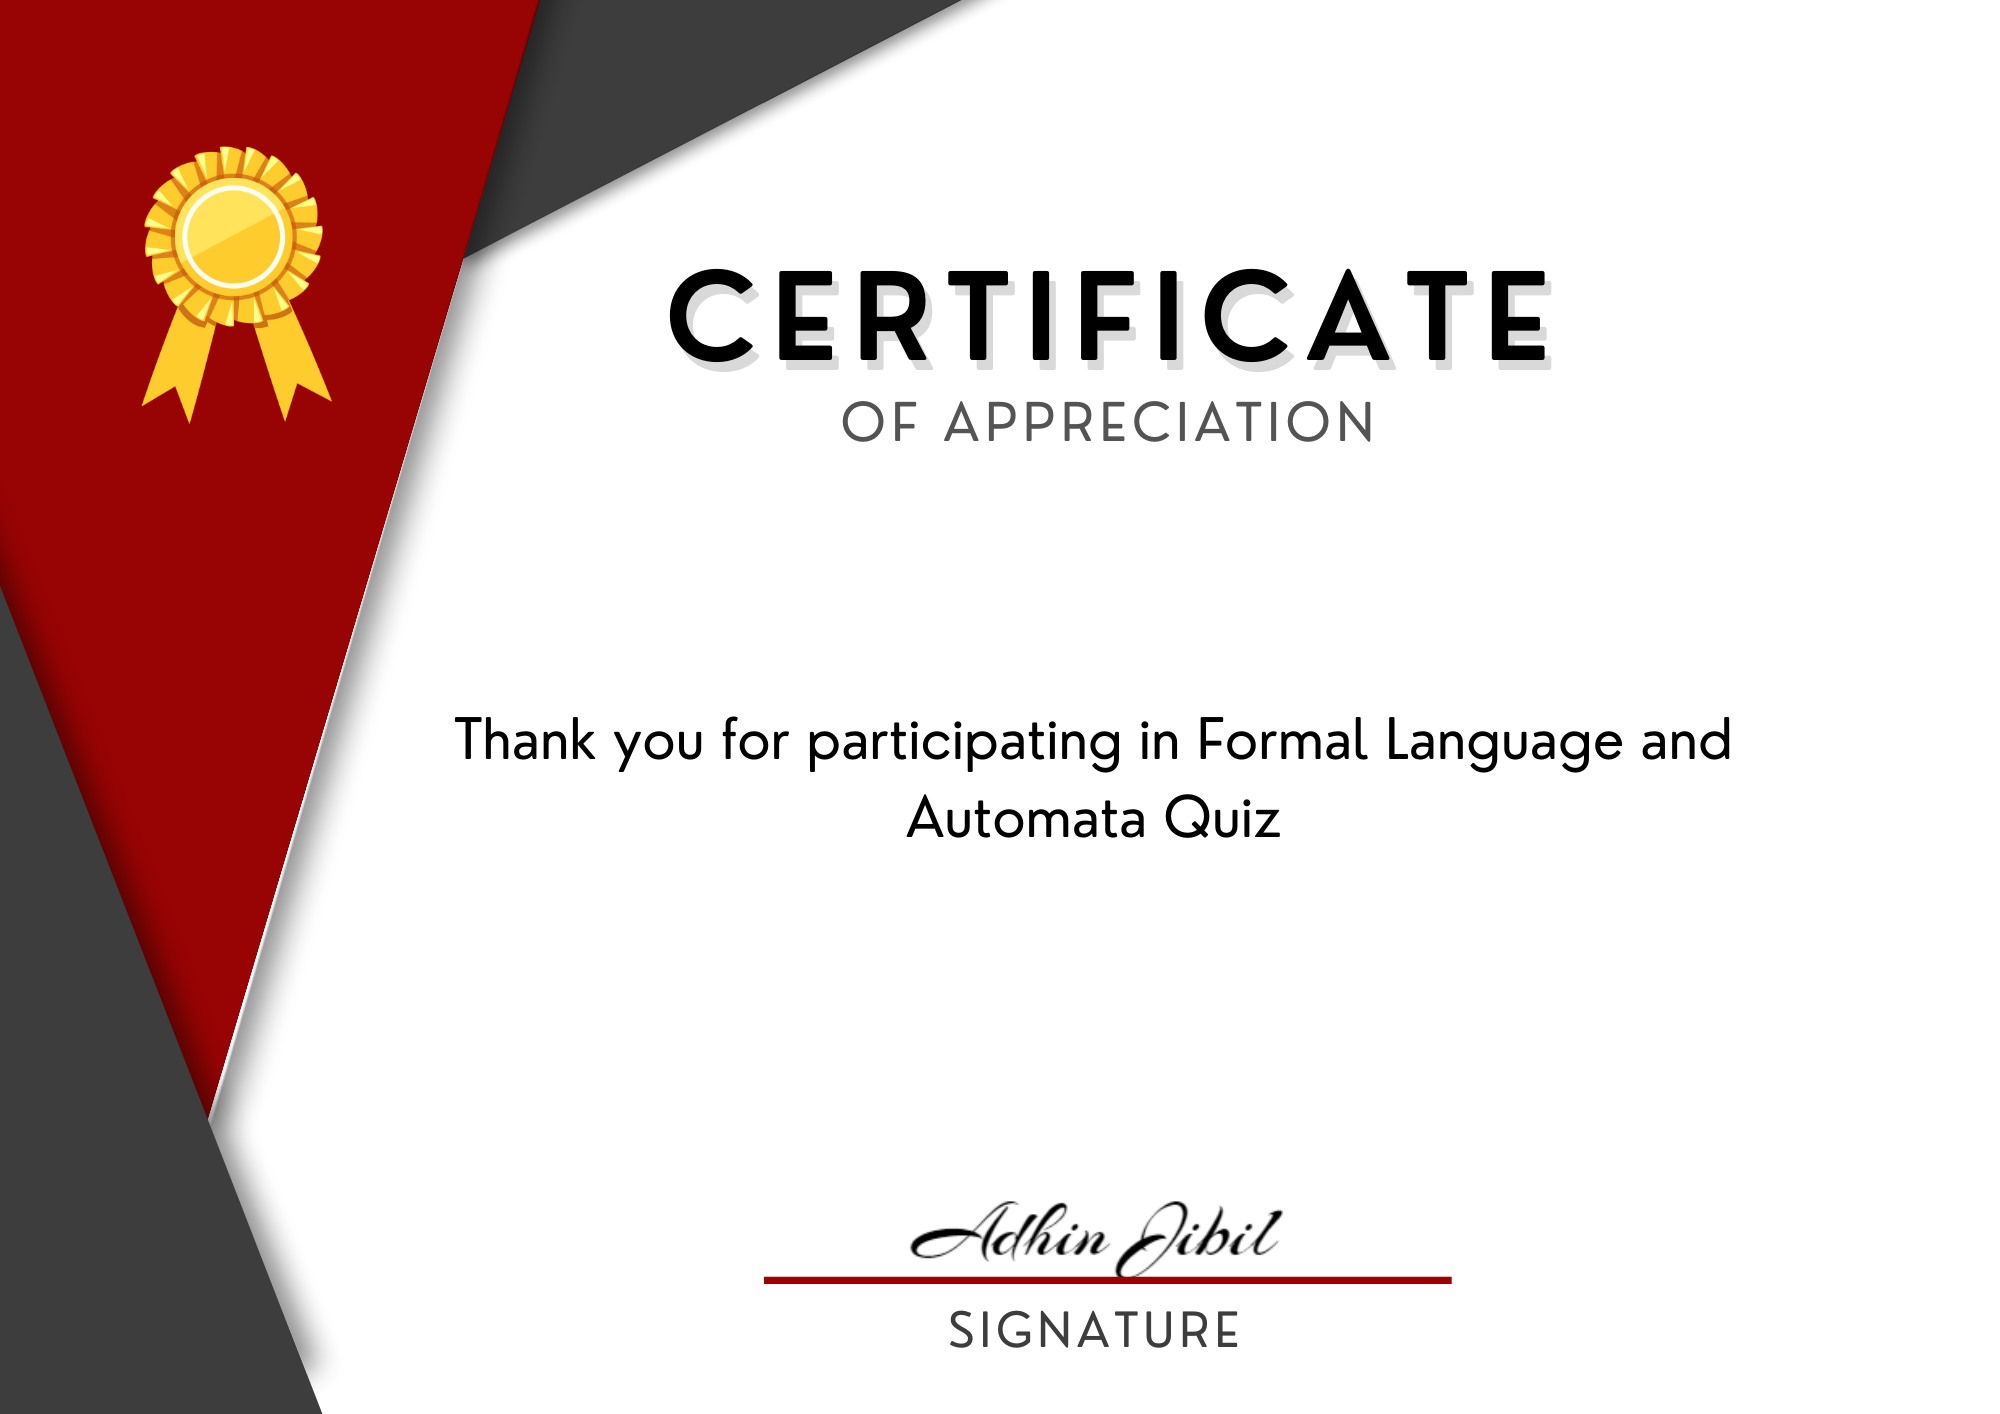 CERTIFICATE
OF APPRECIATION
Thank you for participating in Formal Language and
Automata Quiz
Adhin Jibil
SIGNATURE